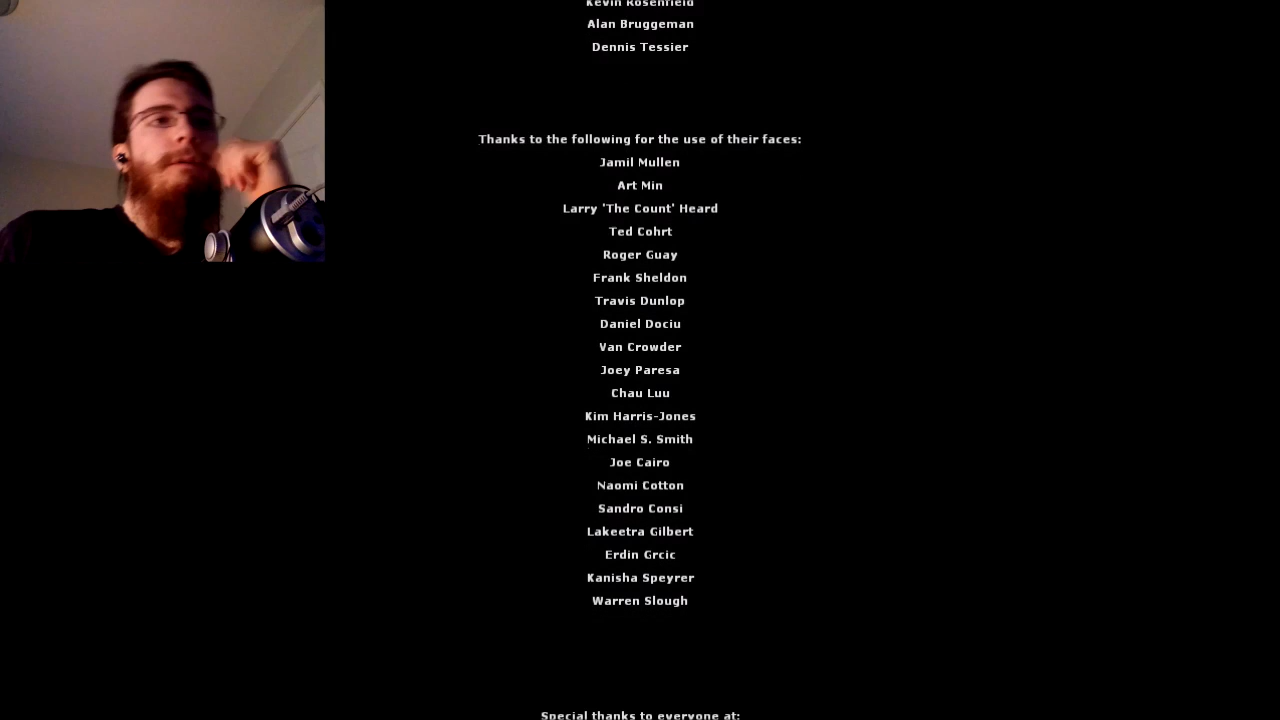 Kevin Rosenfield
Alan Bruggeman
Dennis Tessier
Thanks to the following for the use of their faces:
Jamil Mullen
Art Min
Larry 'The Count' Heard
Ted Cohrt
Roger Guay
Frank Sheldon
Travis Dunlop
Daniel Dociu
Van Crowder
Joey Paresa
Chau Luu
Kim Harris-Jones
Michael S. Smith
Joe Cairo
Naomi Cotton
Sandro Consi
Lakeetra Gilbert
Erdin Grcic
Kanisha Speyrer
Warren Slough
Special thanks to everyone at: